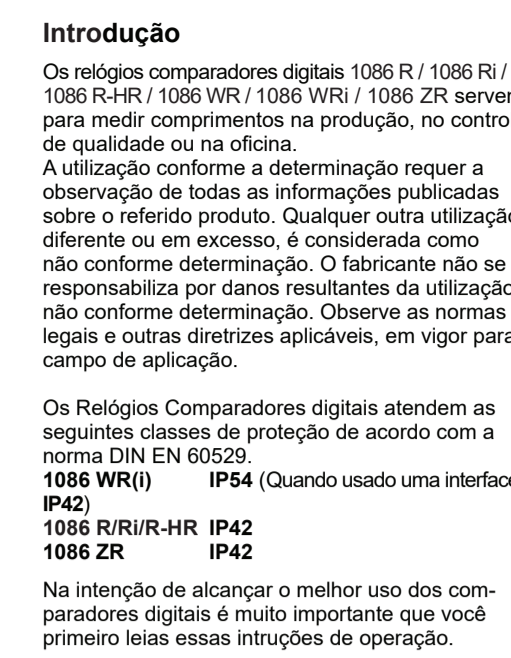 Introdução
Os relógios comparadores digitais 1086 R / 1086 Ri /
1086 R-HR / 1086 WR / 1086 WRi / 1086 ZR server
para medir comprimentos na produção, no contro
de qualidade ou na oficina.
A utilização conforme a determinação requer a
observação de todas as informações publicadas
sobre o referido produto. Qualquer outra utilizaçã
diferente ou em excesso, é considerada como
não conforme determinação. O fabricante não se
responsabiliza por danos resultantes da utilização
não conforme determinação. Observe as normas
legais e outras diretrizes aplicáveis, em vigor para
campo de aplicação.
Os Relógios Comparadores digitais atendem as
seguintes classes de proteção de acordo com a
norma DIN EN 60529.
1086 WR(i) IP54 (Quando usado uma interface
IP42)
1086 R/Ri/R-HR IP42
1086 ZR IP42
Na intenção de alcançar o melhor uso dos com-
paradores digitais é muito importante que você
primeiro leias essas intruções de operação.